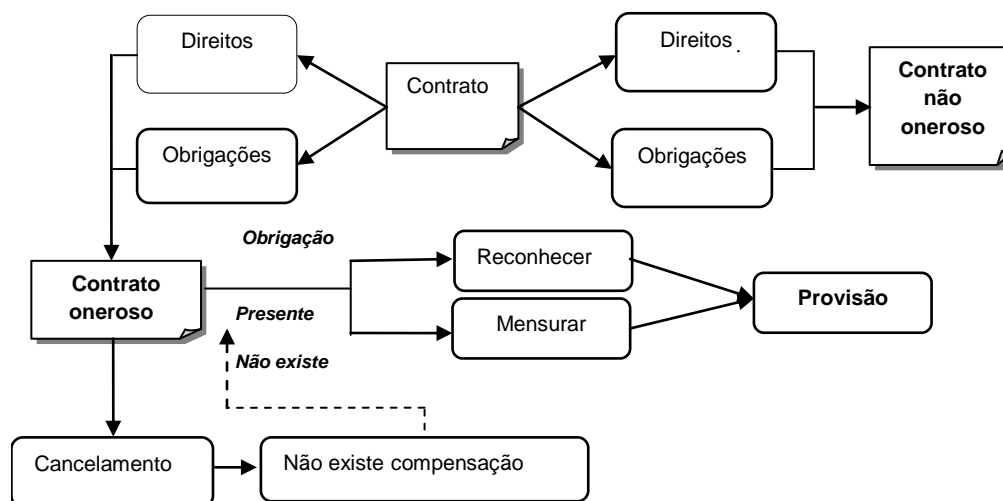 Direitos
Contrato
Direitos
Contrato
não
oneroso
Obrigações
Obrigações
Obrigação
Contrato
oneroso
Reconhecer
Provisão
Presente
Mensurar
Não existe
Cancelamento
Não existe compensação